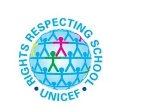 RIGHTS RESPECTING SCHOOL
UNICEF